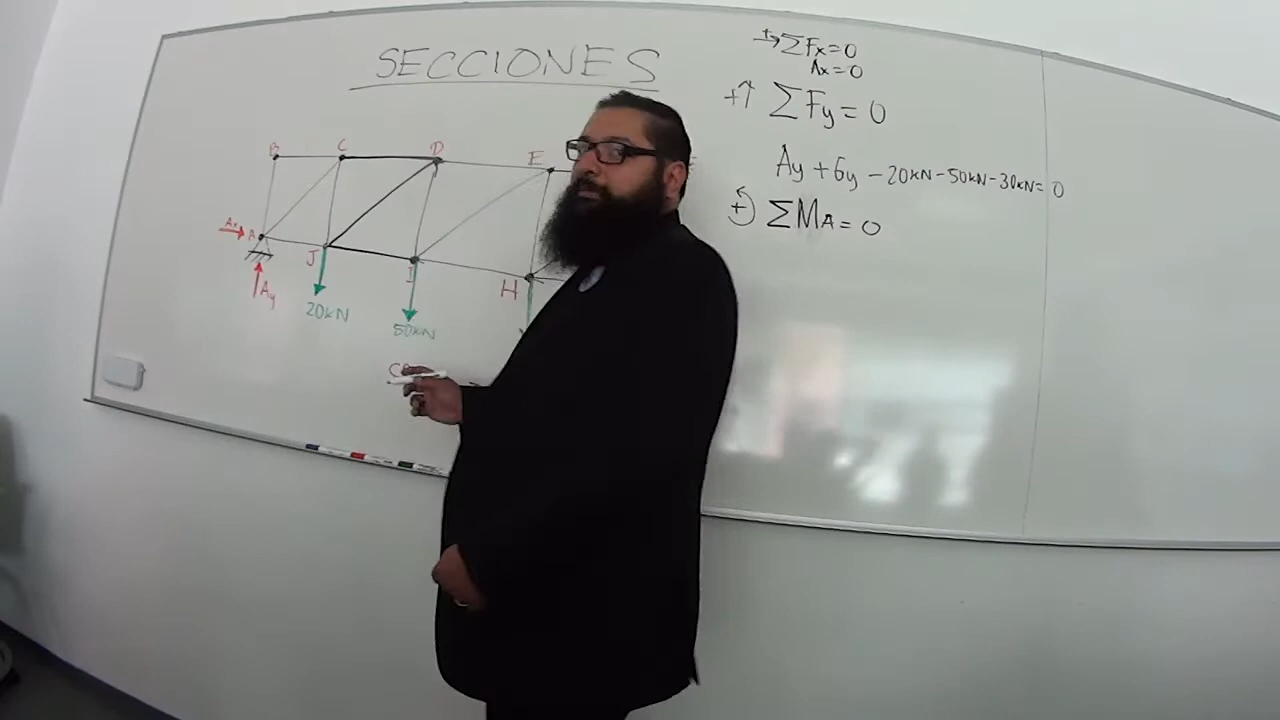 SECCIONES
B C D E
Ax A J I H
Ay
20kN
50kN
+→ ΣFx=0
Ax=0
+↑ ΣFy=0
Ay+Gy-20kN-50kN-30kN=0
+ ΣMA=0